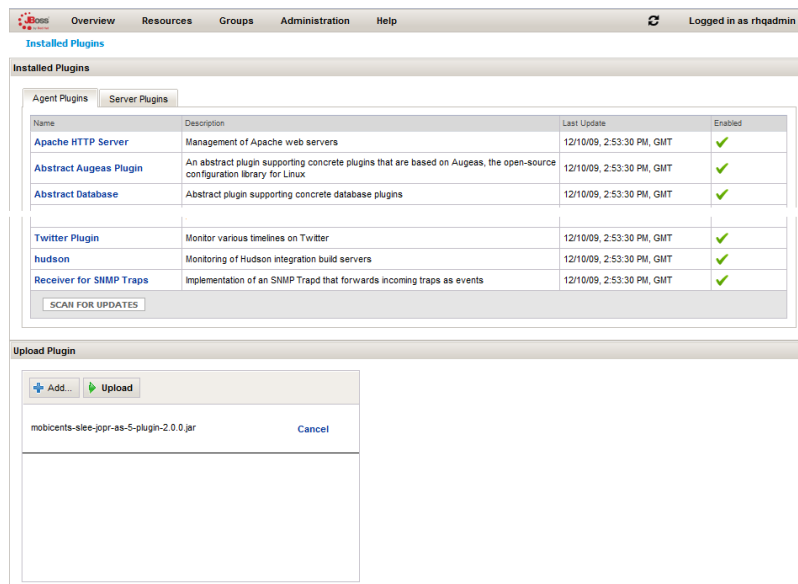 JBoss Overview Resources Groups Administration Help Logged in as rhqadmin
Installed Plugins
Installed Plugins
Agent Plugins Server Plugins
Name Description Last Update Enabled
Apache HTTP Server Management of Apache web servers 12/10/09, 2:53:30 PM, GMT
Abstract Augeas Plugin An abstract plugin supporting concrete plugins that are based on Augeas, the open-source configuration library for Linux 12/10/09, 2:53:30 PM, GMT
Abstract Database Abstract plugin supporting concrete database plugins 12/10/09, 2:53:30 PM, GMT
Twitter Plugin Monitor various timelines on Twitter 12/10/09, 2:53:30 PM, GMT
hudson Monitoring of Hudson integration build servers 12/10/09, 2:53:30 PM, GMT
Receiver for SNMP Traps Implementation of an SNMP Trapd that forwards incoming traps as events 12/10/09, 2:53:30 PM, GMT
SCAN FOR UPDATES
Upload Plugin
Add... Upload
mobicents-slee-jopr-as-5-plugin-2.0.0.jar Cancel